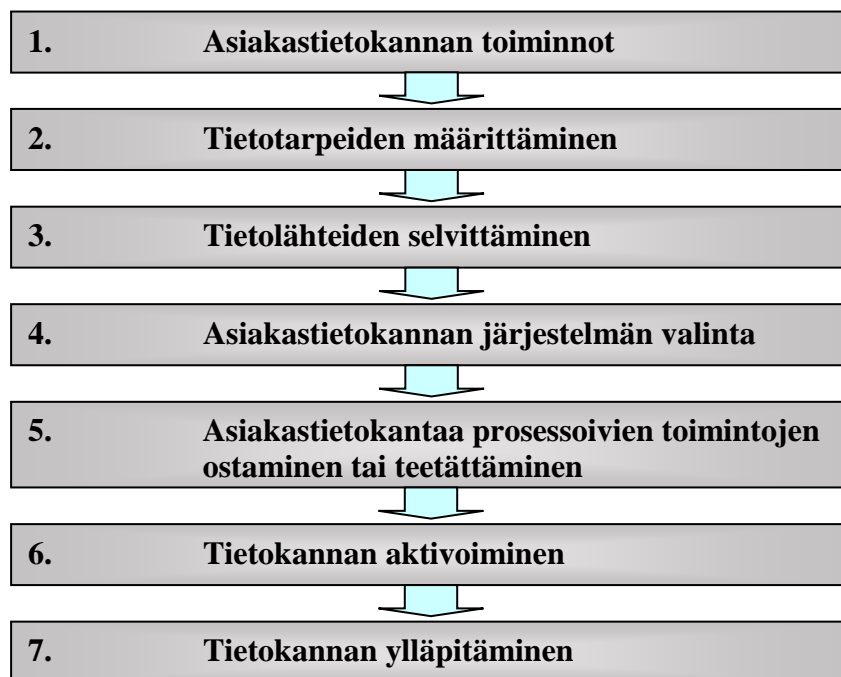 1. Asiakastietokannan toiminnot
2. Tietotarpeiden määrittäminen
3. Tietolähteiden selvittäminen
4. Asiakastietokannan järjestelmän valinta
5. Asiakastietokantaa prosessoivien toimintojen
ostaminen tai teetättäminen
6. Tietokannan aktivoiminen
7. Tietokannan ylläpitäminen